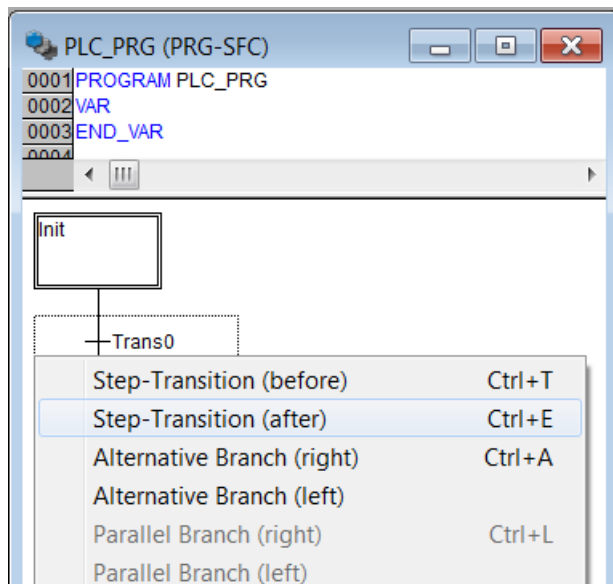 PLC_PRG (PRG-SFC)
0001 PROGRAM PLC_PRG
0002 VAR
0003 END_VAR
0004
Init
Trans0
Step-Transition (before) Ctrl+T
Step-Transition (after) Ctrl+E
Alternative Branch (right) Ctrl+A
Alternative Branch (left)
Parallel Branch (right) Ctrl+L
Parallel Branch (left)